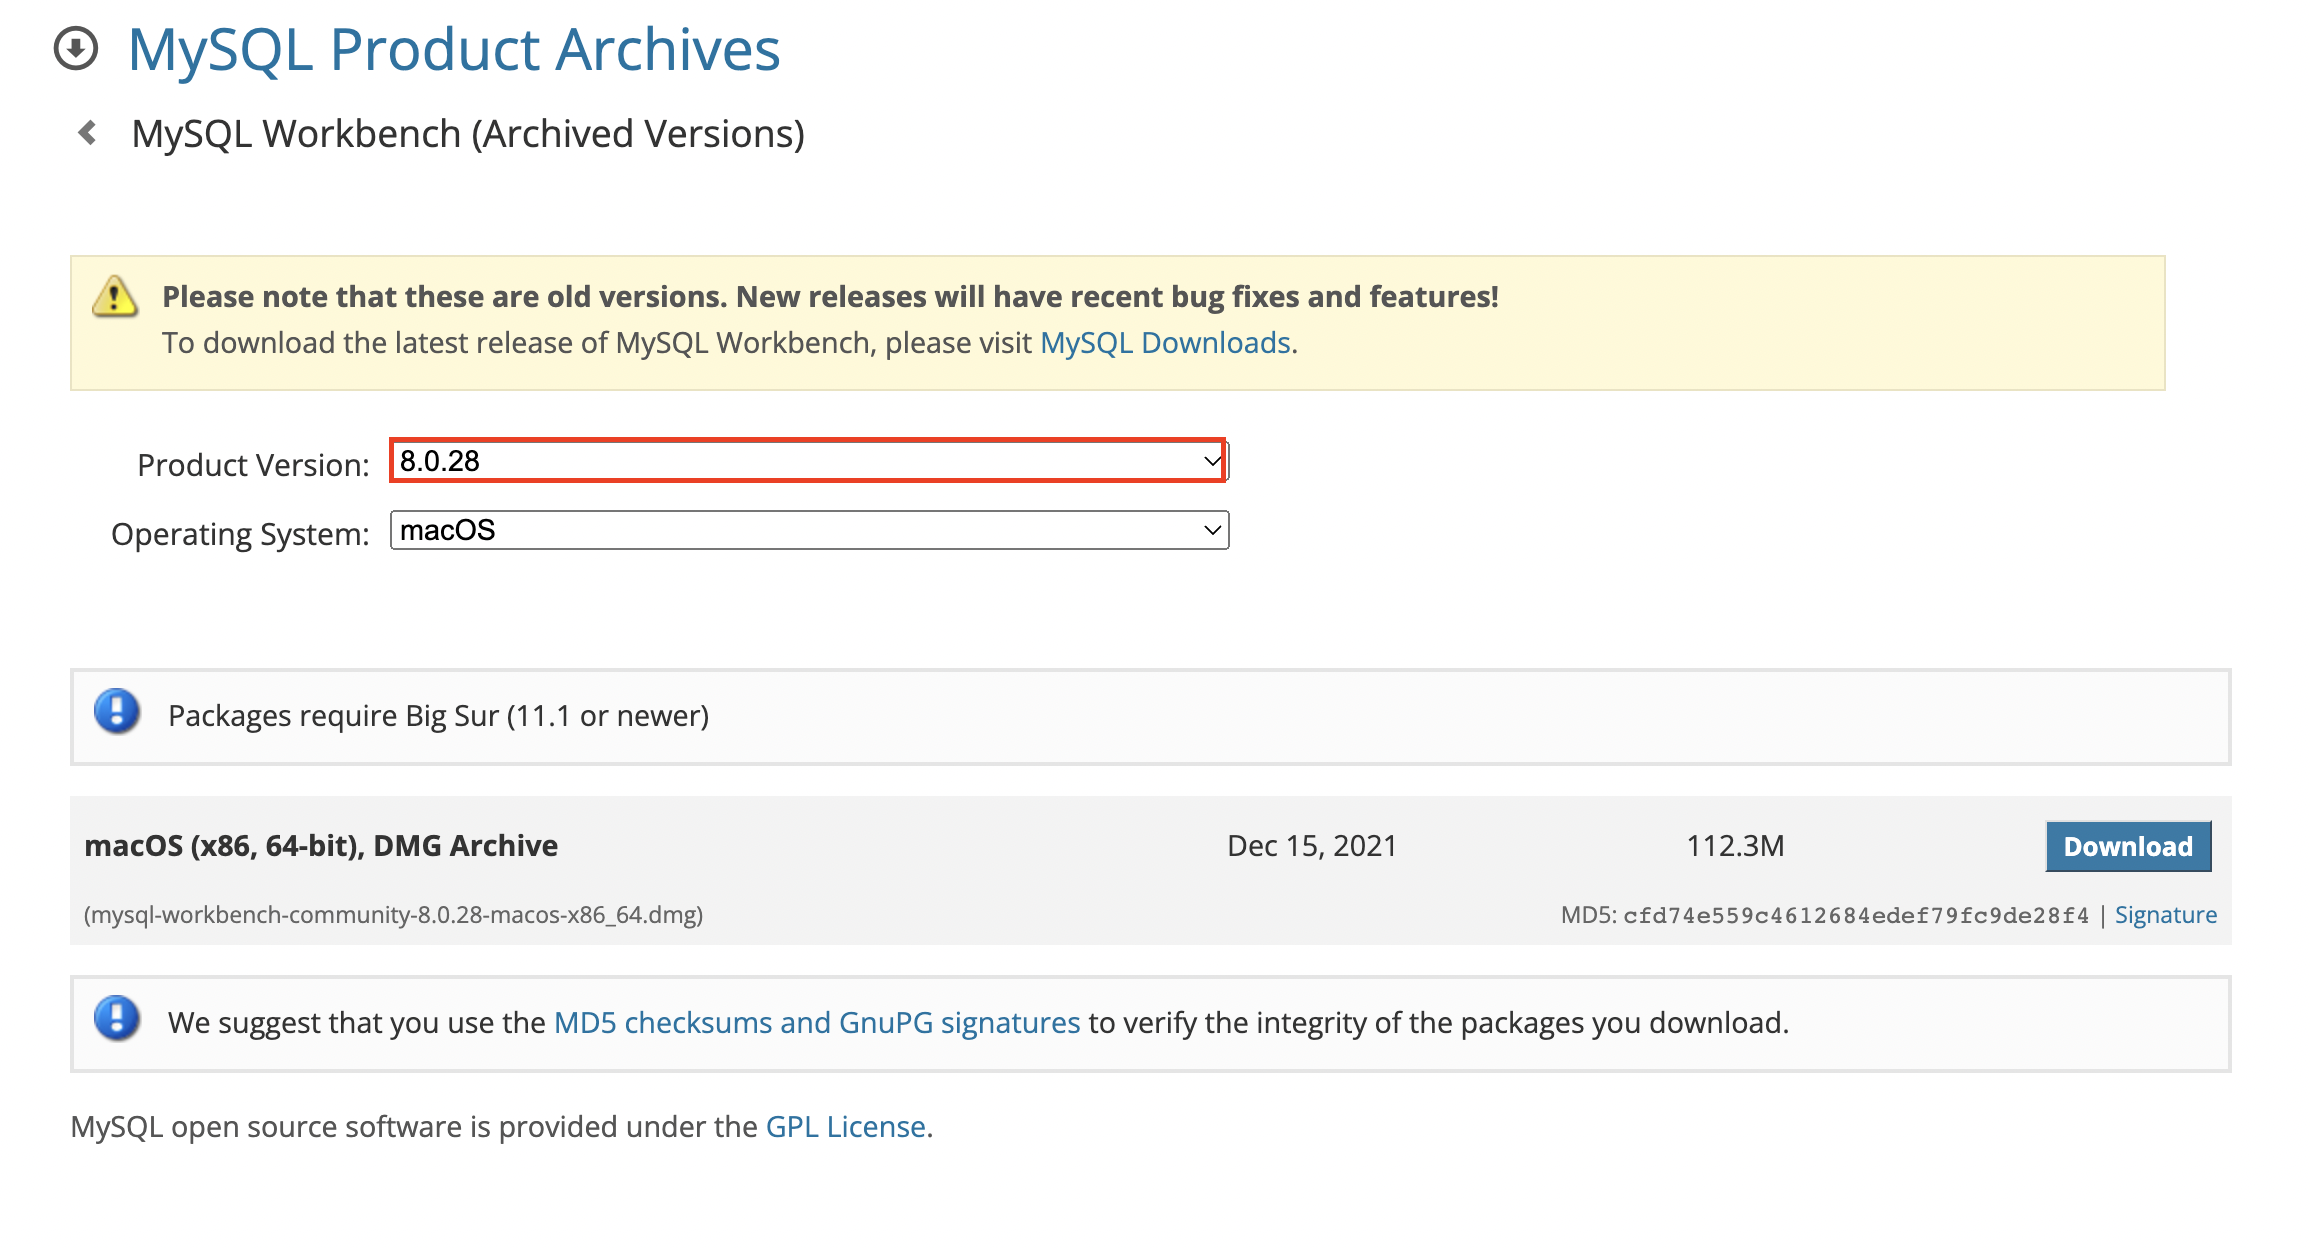 MySQL Product Archives
MySQL Workbench (Archived Versions)
Please note that these are old versions. New releases will have recent bug fixes and features!
To download the latest release of MySQL Workbench, please visit MySQL Downloads.
Product Version: 8.0.28
Operating System: macOS
Packages require Big Sur (11.1 or newer)
macOS (x86, 64-bit), DMG Archive Dec 15, 2021 112.3M Download
(mysql-workbench-community-8.0.28-macos-x86_64.dmg) MD5: cfd74e559c4612684edef79fc9de28f4 | Signature
We suggest that you use the MD5 checksums and GnuPG signatures to verify the integrity of the packages you download.
MySQL open source software is provided under the GPL License.